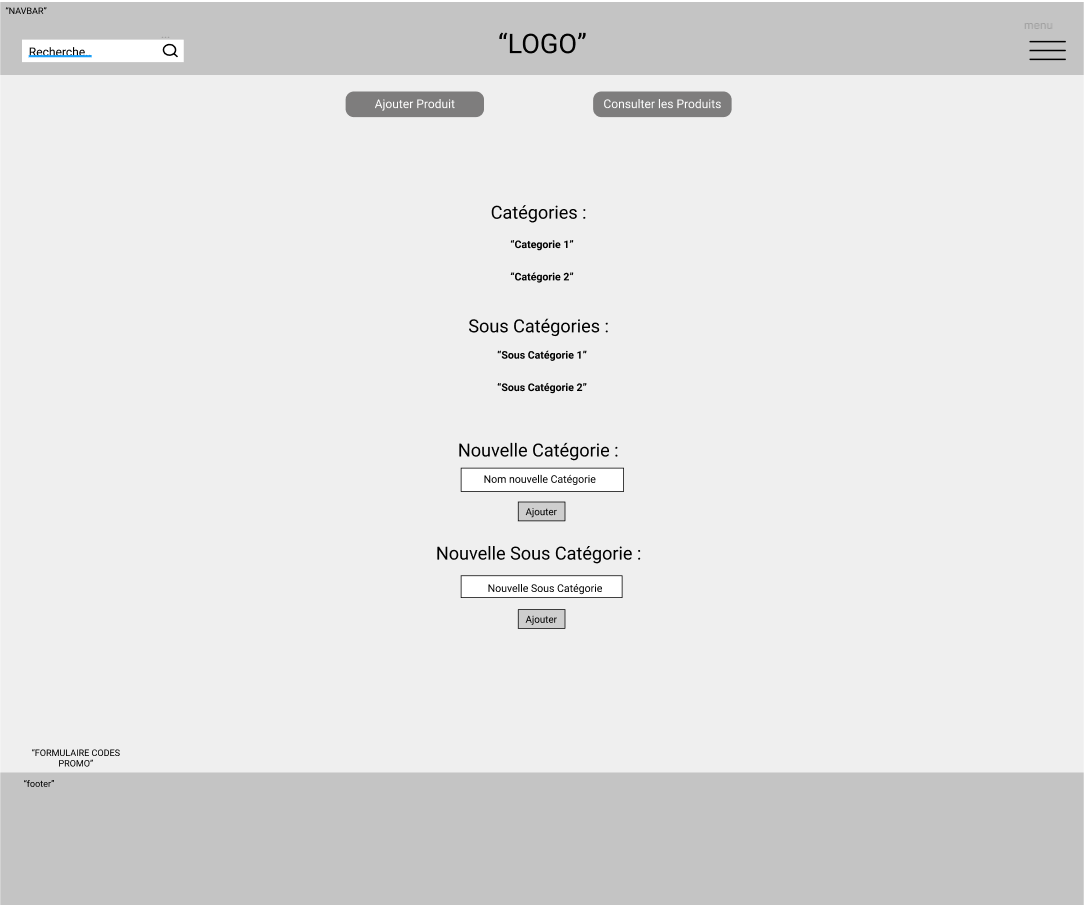 “NAVBAR”
menu
Recherche
“LOGO”
Ajouter Produit
Consulter les Produits
Catégories :
“Categorie 1”
“Catégorie 2“
Sous Catégories :
“Sous Catégorie 1”
“Sous Catégorie 2”
Nouvelle Catégorie :
Nom nouvelle Catégorie
Ajouter
Nouvelle Sous Catégorie :
Nouvelle Sous Catégorie
Ajouter
“FORMULAIRE CODES
PROMO”
“footer”